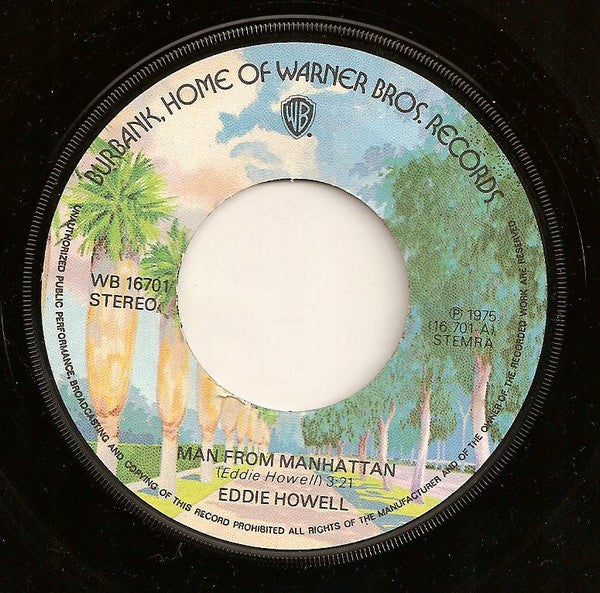 BURBANK, HOME OF WARNER BROS. RECORDS
WB
WB 16701
STEREO
℗ 1975
(16 701-A)
STEMRA
MAN FROM MANHATTAN
(Eddie Howell) 3:21
EDDIE HOWELL
UNAUTHORIZED PUBLIC PERFORMANCE, BROADCASTING AND COPYING OF THIS RECORD PROHIBITED ALL RIGHTS OF THE MANUFACTURER AND OF THE OWNER OF THE RECORDED WORK ARE RESERVED